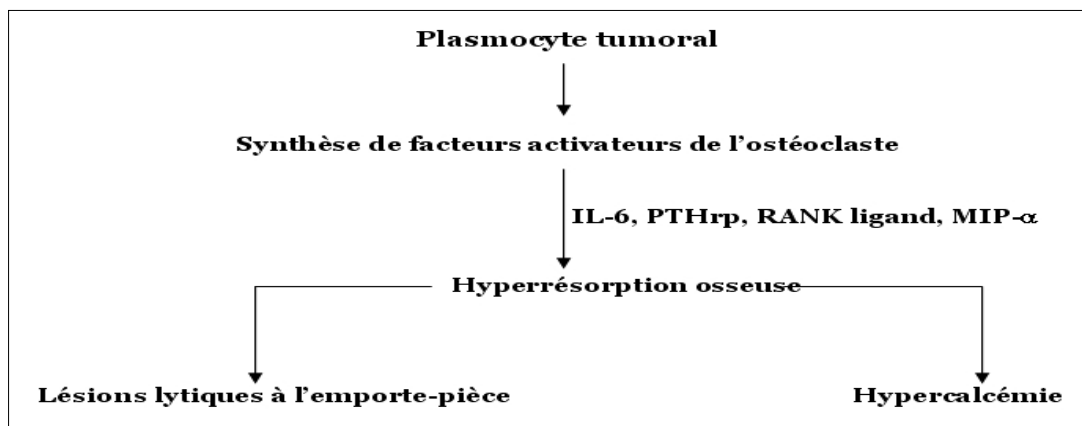 Plasmocyte tumoral
Synthèse de facteurs activateurs de l'ostéoclaste
IL-6, PTHrp, RANK ligand, MIP-α
Hyperrésorption osseuse
Lésions lytiques à l'emporte-pièce
Hypercalcémie